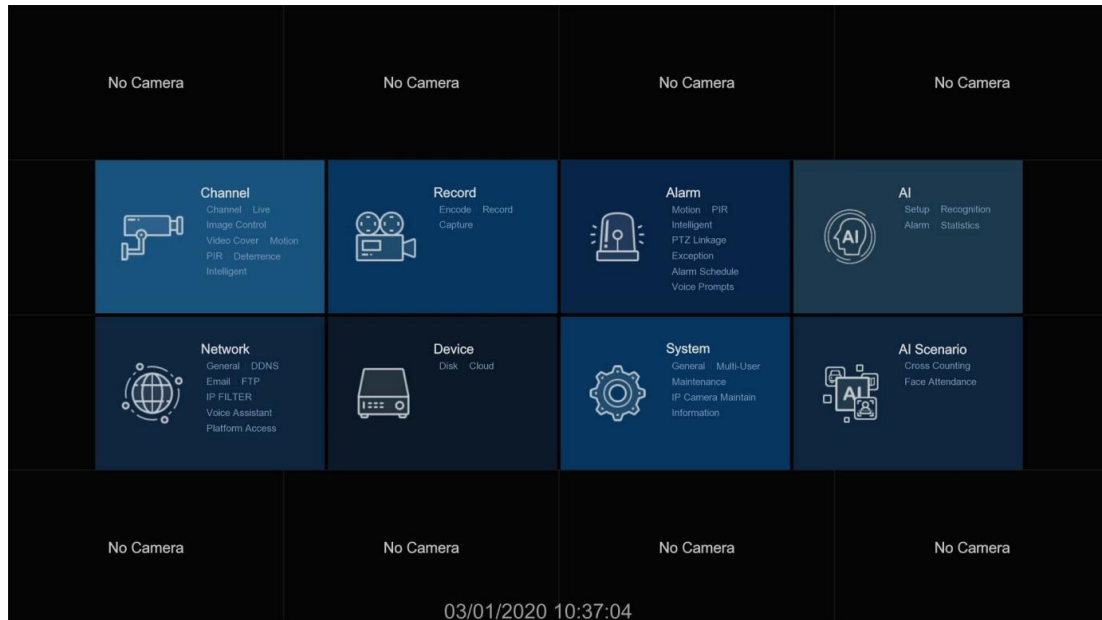 No Camera No Camera No Camera No Camera
Channel
Channel Live
Image Control
Video Cover Motion
PIR Deterrence
Intelligent
Record
Encode Record
Capture
Alarm
Motion PIR
Intelligent
PTZ Linkage
Exception
Alarm Schedule
Voice Prompts
AI
Setup Recognition
Alarm Statistics
AI
Network
General DDNS
Email FTP
IP FILTER
Voice Assistant
Platform Access
Device
Disk Cloud
System
General Multi-User
Maintenance
IP Camera Maintain
Information
AI Scenario
Cross Counting
Face Attendance
AI
No Camera No Camera No Camera No Camera
03/01/2020 10:37:04